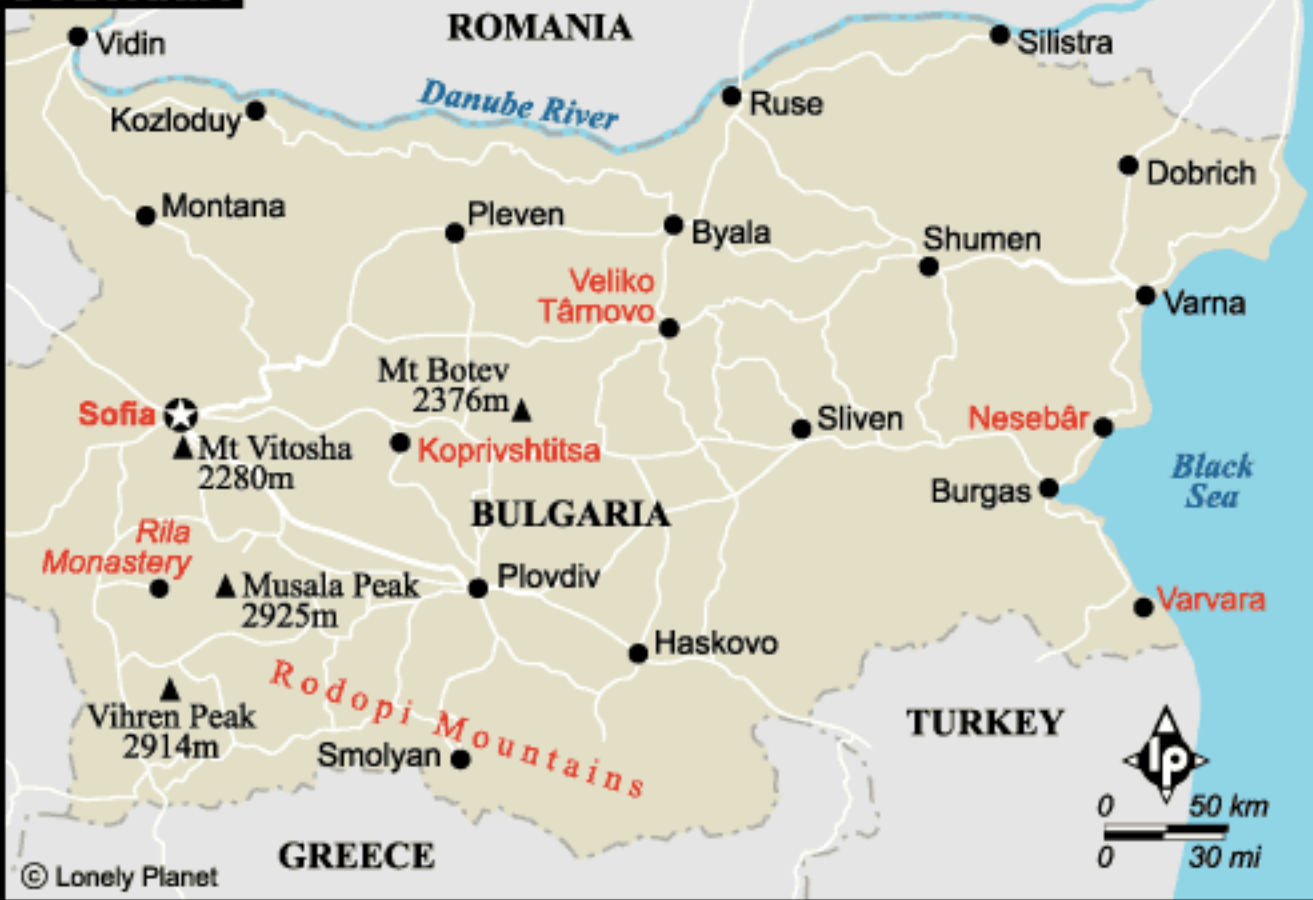 ROMANIA
Vidin
Silistra
Danube River
Kozloduy
Ruse
Dobrich
Montana
Pleven
Byala
Shumen
Veliko
Târnovo
Varna
Mt Botev
2376m
Sofia
Sliven
Nesebâr
Mt Vitosha
2280m
Koprivshtitsa
Black
Sea
Burgas
BULGARIA
Rila
Monastery
Musala Peak
2925m
Plovdiv
Varvara
Haskovo
Rodopi Mountains
Vihren Peak
2914m
Smolyan
TURKEY
lp
0 50 km
0 30 mi
GREECE
© Lonely Planet